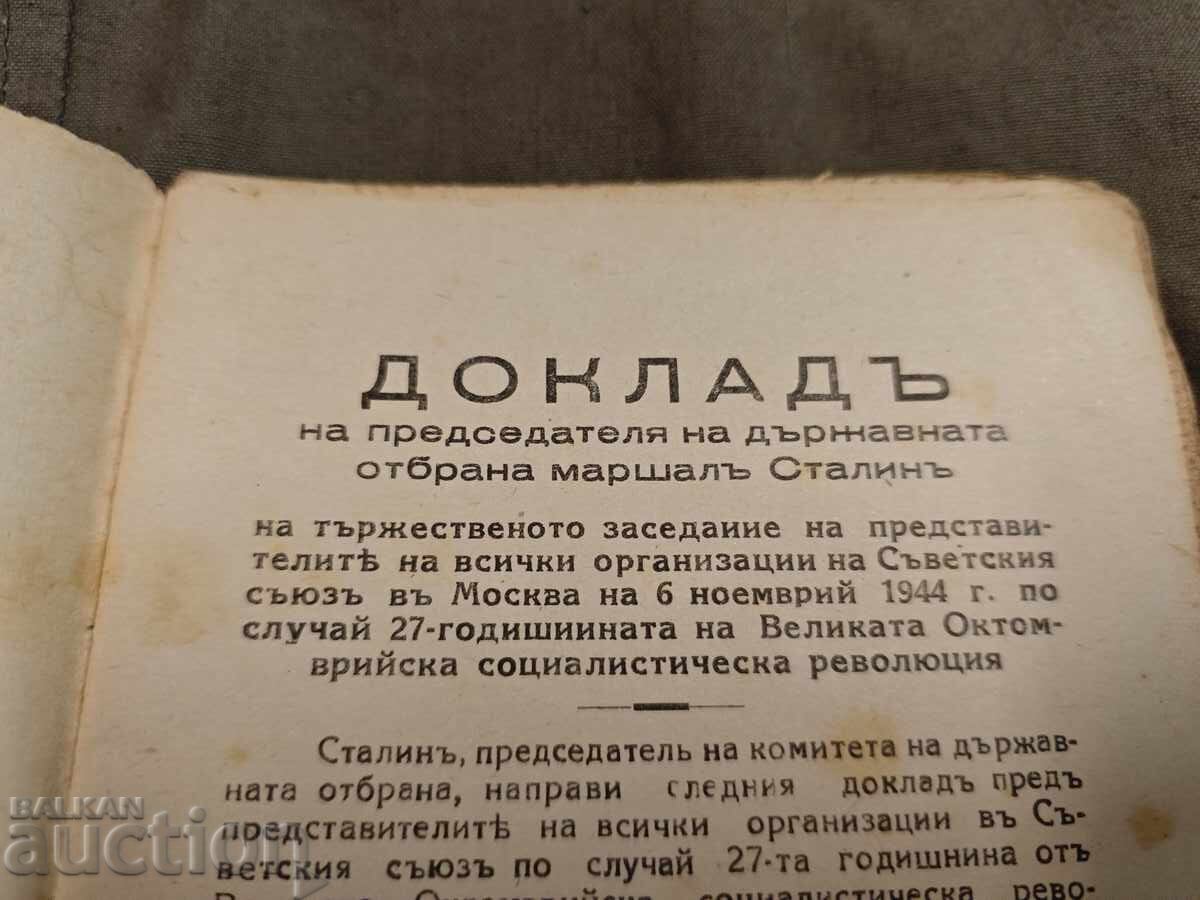 ДОКЛАДЪ
на председателя на държавната
отбрана маршалъ Сталинъ
на тържественото заседаиие на представи-
телитѣ на всички организации на Съветския
съюзъ въ Москва на 6 ноемврий 1944 г. по
случай 27-годишиината на Великата Октом-
врийска социалистическа революция
Сталинъ, председатель на комитета на държав-
ната отбрана, направи следния докладъ предъ
представителитѣ на всички организации въ Съ-
ветския съюзъ по случай 27-та годишнина отъ
социалистическа рево-
BALKAN
auction